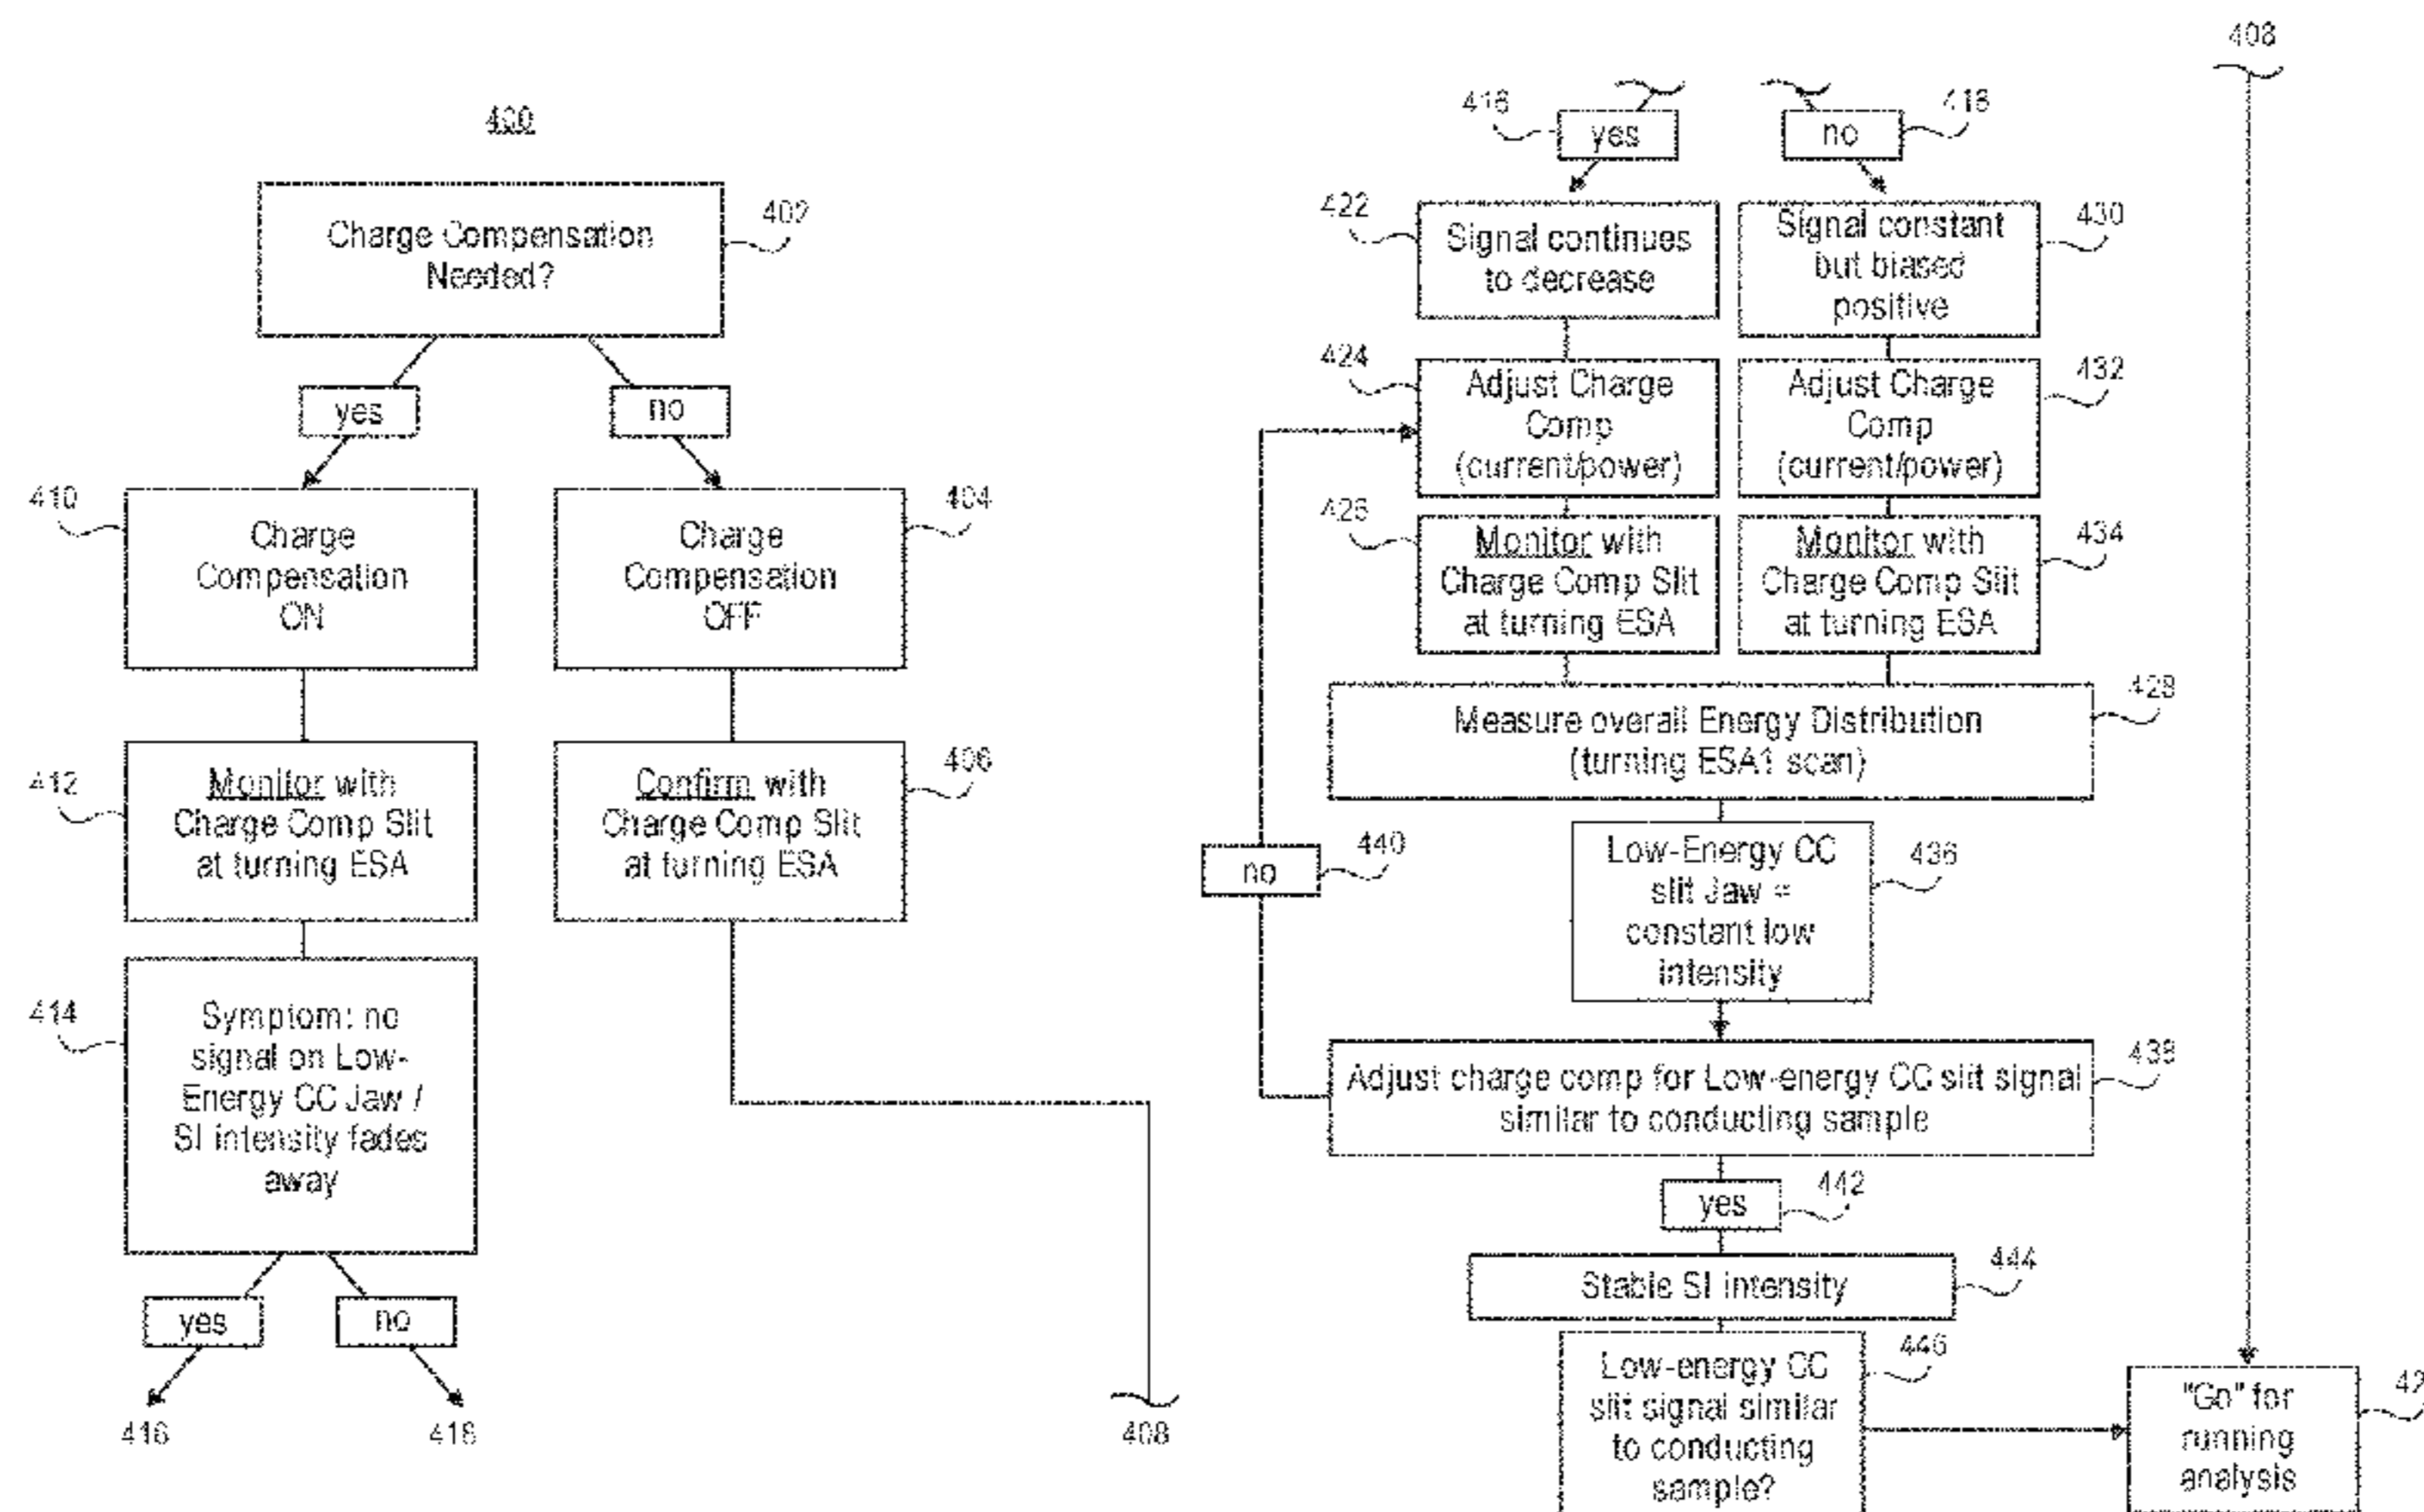 400
Charge Compensation
Needed?
402
yes
no
410
Charge
Compensation
ON
Charge
Compensation
OFF
404
412
Monitor with
Charge Comp Slit
at turning ESA
Confirm with
Charge Comp Slit
at turning ESA
406
414
Symptom: no
signal on Low-
Energy CC Jaw /
SI intensity fades
away
yes
no
416
418
408
408
416
yes
no
418
422
Signal continues
to decrease
Signal constant
but biased
positive
430
424
Adjust Charge
Comp
(current/power)
Adjust Charge
Comp
(current/power)
432
426
Monitor with
Charge Comp Slit
at turning ESA
Monitor with
Charge Comp Slit
at turning ESA
434
Measure overall Energy Distribution
(turning ESA1 scan)
428
no
440
Low-Energy CC
slit Jaw =
constant low
intensity
436
Adjust charge comp for Low-energy CC slit signal
similar to conducting sample
438
yes
442
Stable SI intensity
444
Low-energy CC
slit signal similar
to conducting
sample?
446
"Go" for
running
analysis